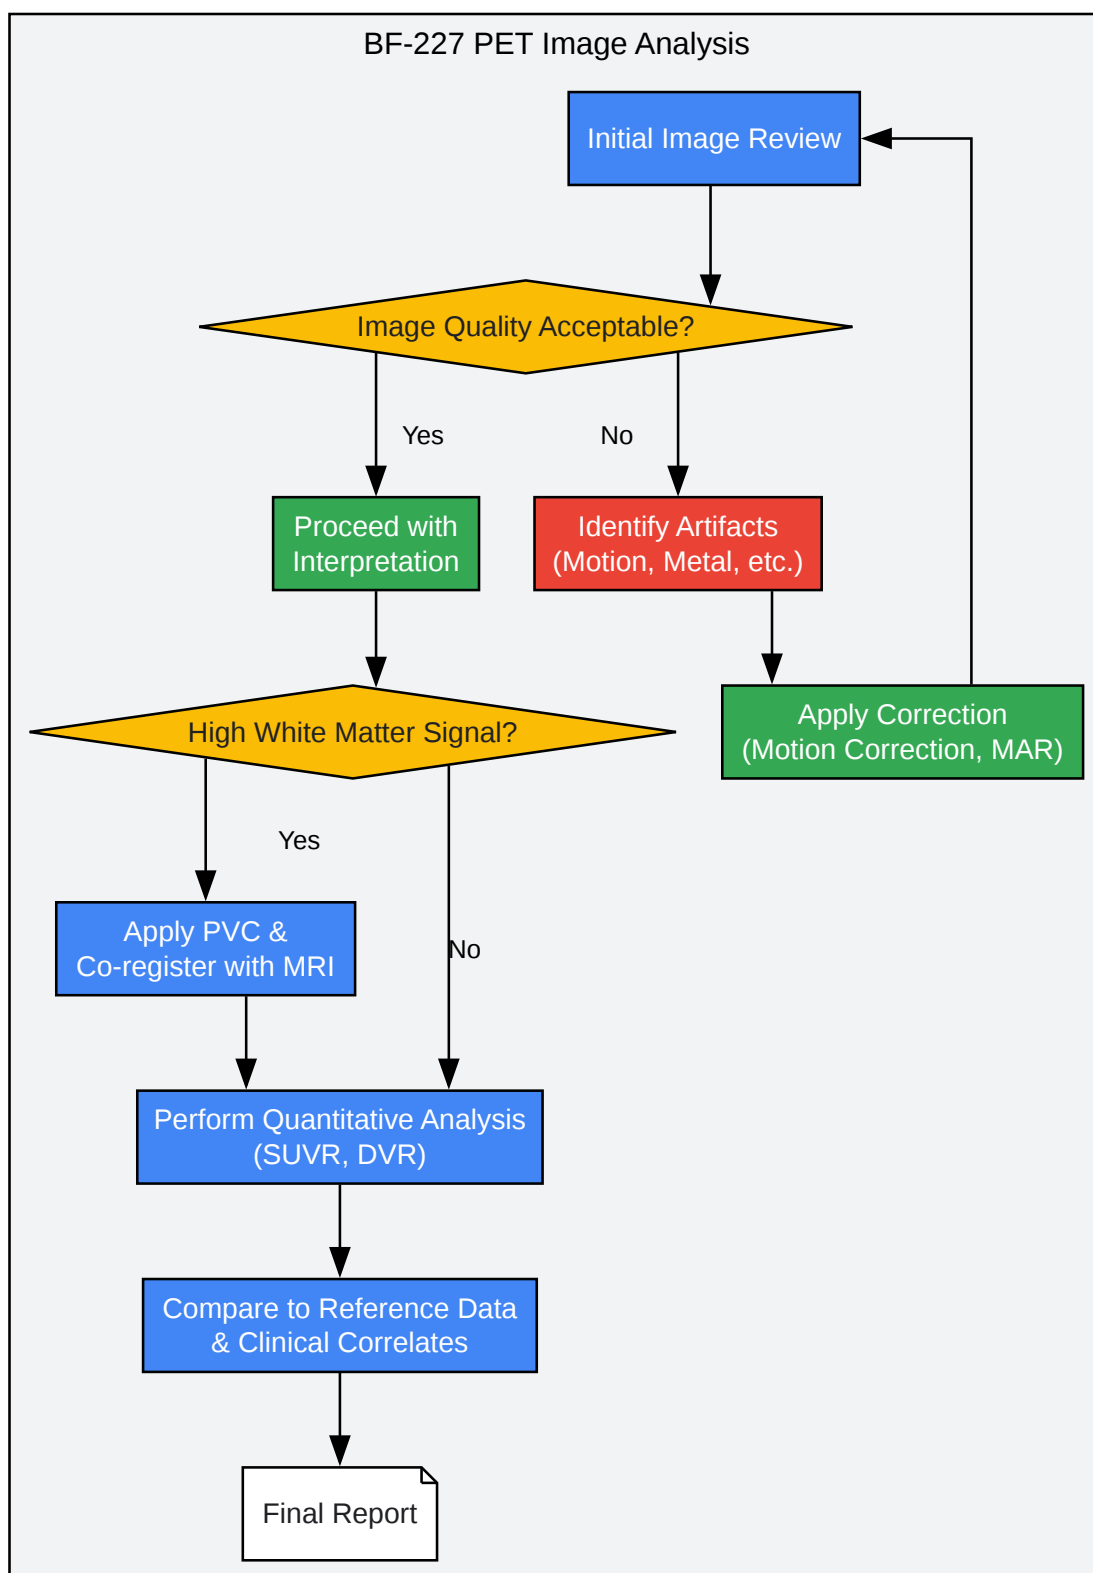 BF-227 PET Image Analysis
Initial Image Review
Image Quality Acceptable?
Yes
No
Proceed with
Interpretation
Identify Artifacts
(Motion, Metal, etc.)
High White Matter Signal?
Apply Correction
(Motion Correction, MAR)
Yes
Apply PVC &
Co-register with MRI
No
Perform Quantitative Analysis
(SUVR, DVR)
Compare to Reference Data
& Clinical Correlates
Final Report